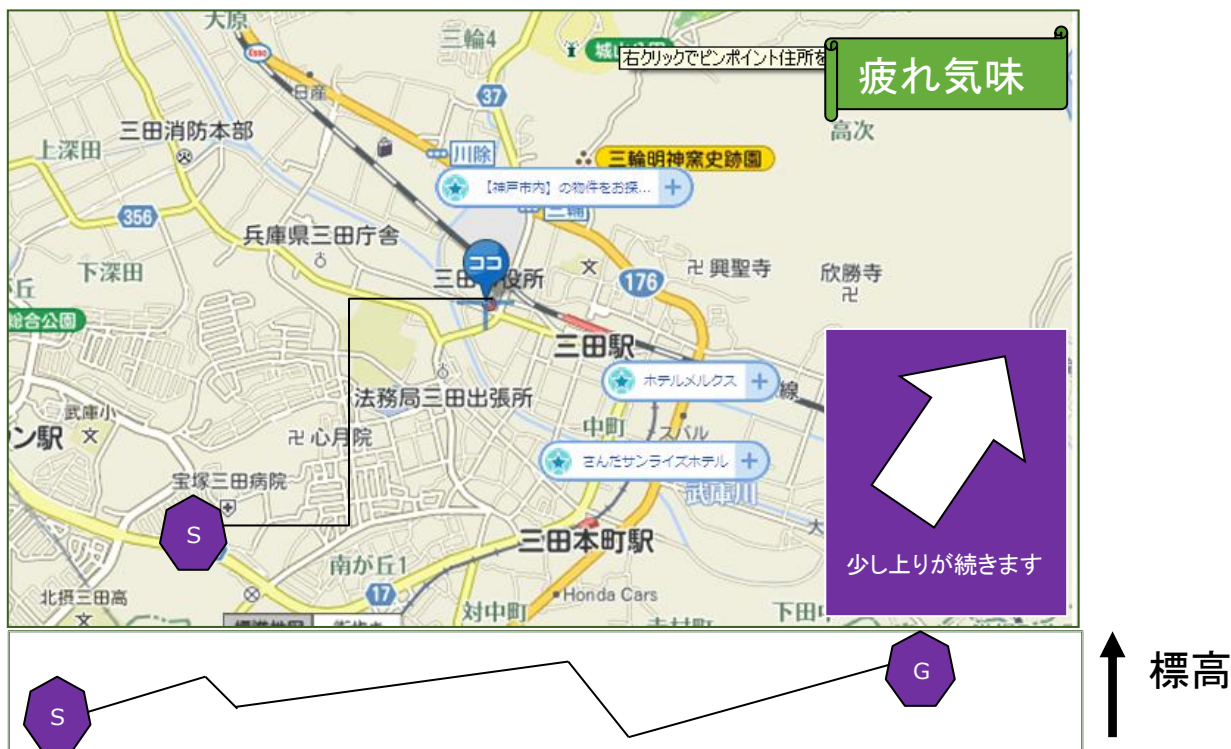 大原
三輪4
右クリックでピンポイント住所を
疲れ気味
Esso
日産
37
高次
三田消防本部
上深田
川除
三輪明神窯史跡園
【神戸市内】の物件をお探...
356
三輪
兵庫県三田庁舎
ココ
下深田
176
興聖寺
欣勝寺
丘
総合公園
三田駅
ホテルメルクス
線
法務局三田出張所
武庫小
中町
スバル
ン駅
心月院
さんだサンライズホテル
宝塚三田病院
武庫川
S
三田本町駅
南が丘1
少し上りが続きます
17
北摂三田高
対中町
Honda Cars
標高
S
G